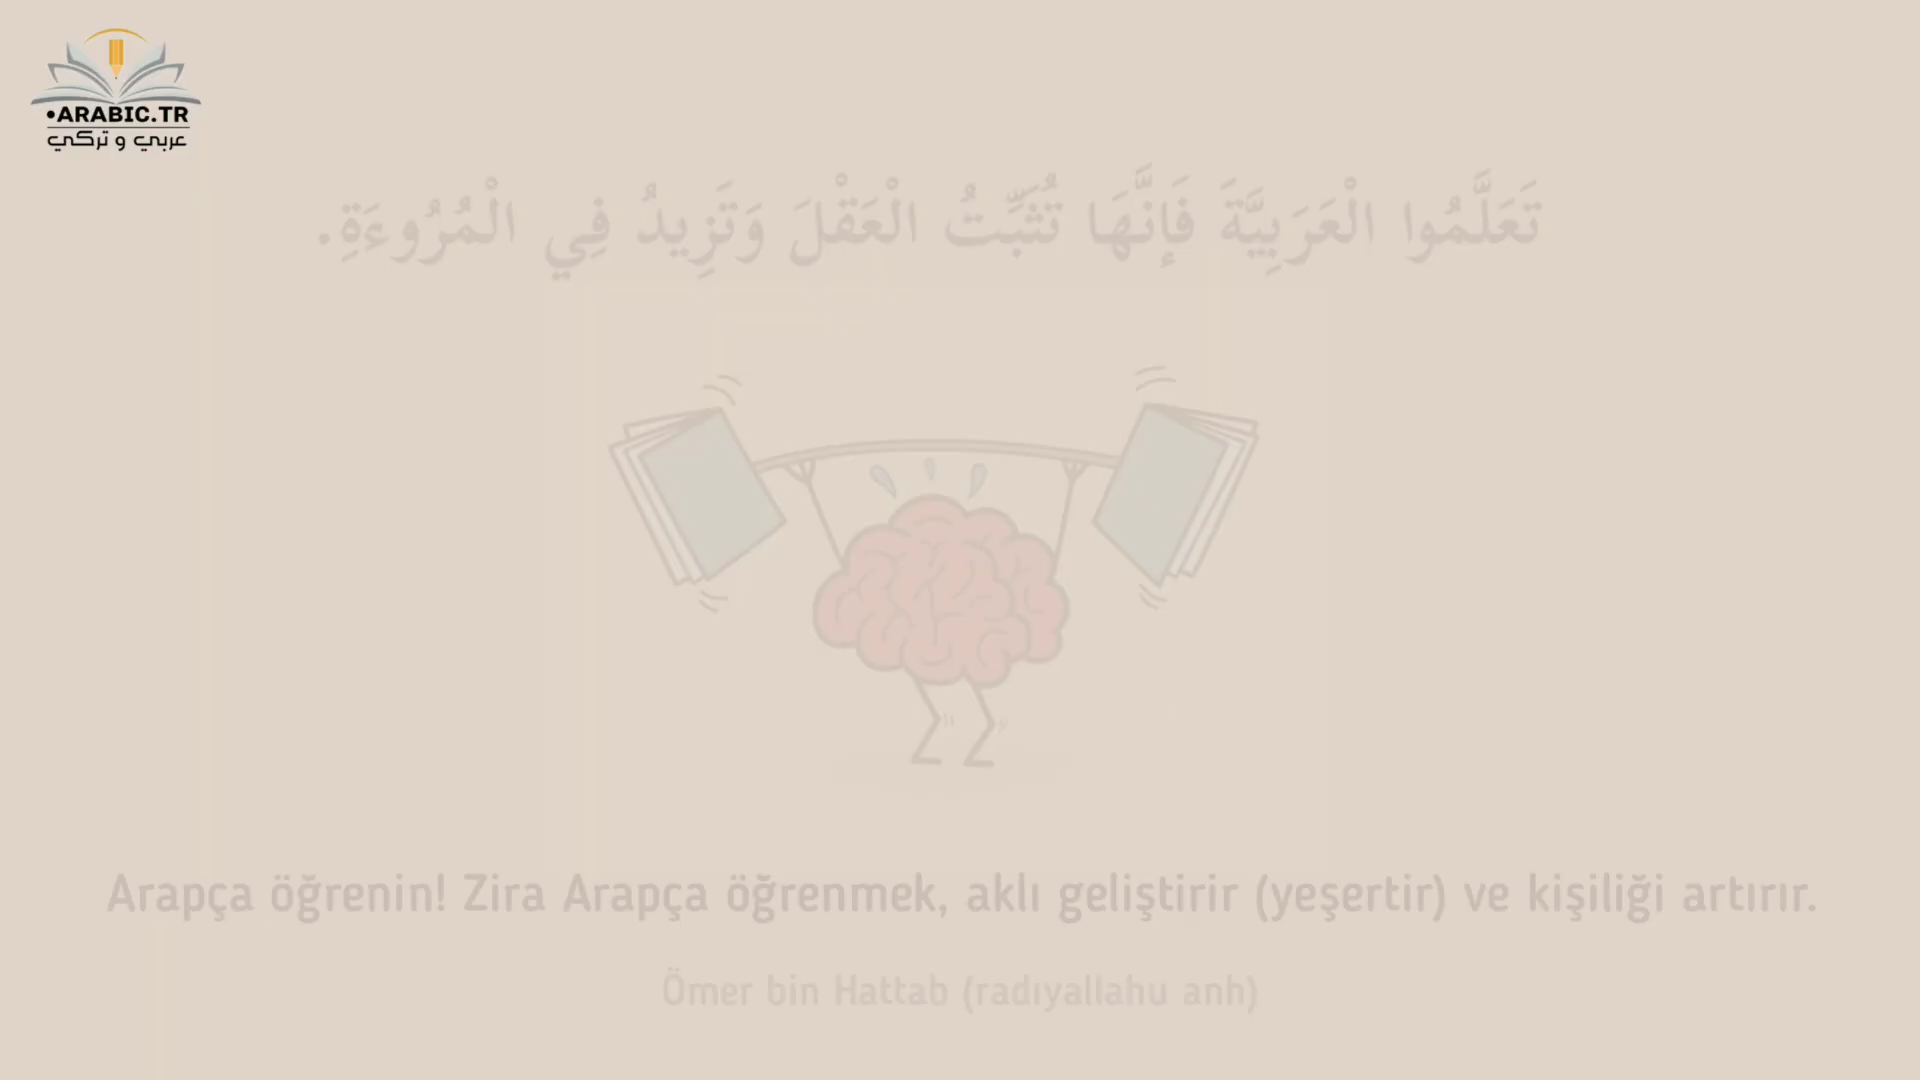 •ARABIC.TR
عربي و تركي
تَعَلَّمُوا الْعَرَبِيَّةَ فَإِنَّهَا تُثَبِّتُ الْعَقْلَ وَتَزِيدُ فِي الْمُرُوءَةِ.
Arapça öğrenin! Zira Arapça öğrenmek, aklı geliştirir (yeşertir) ve kişiliği artırır.
Ömer bin Hattab (radıyallahu anh)